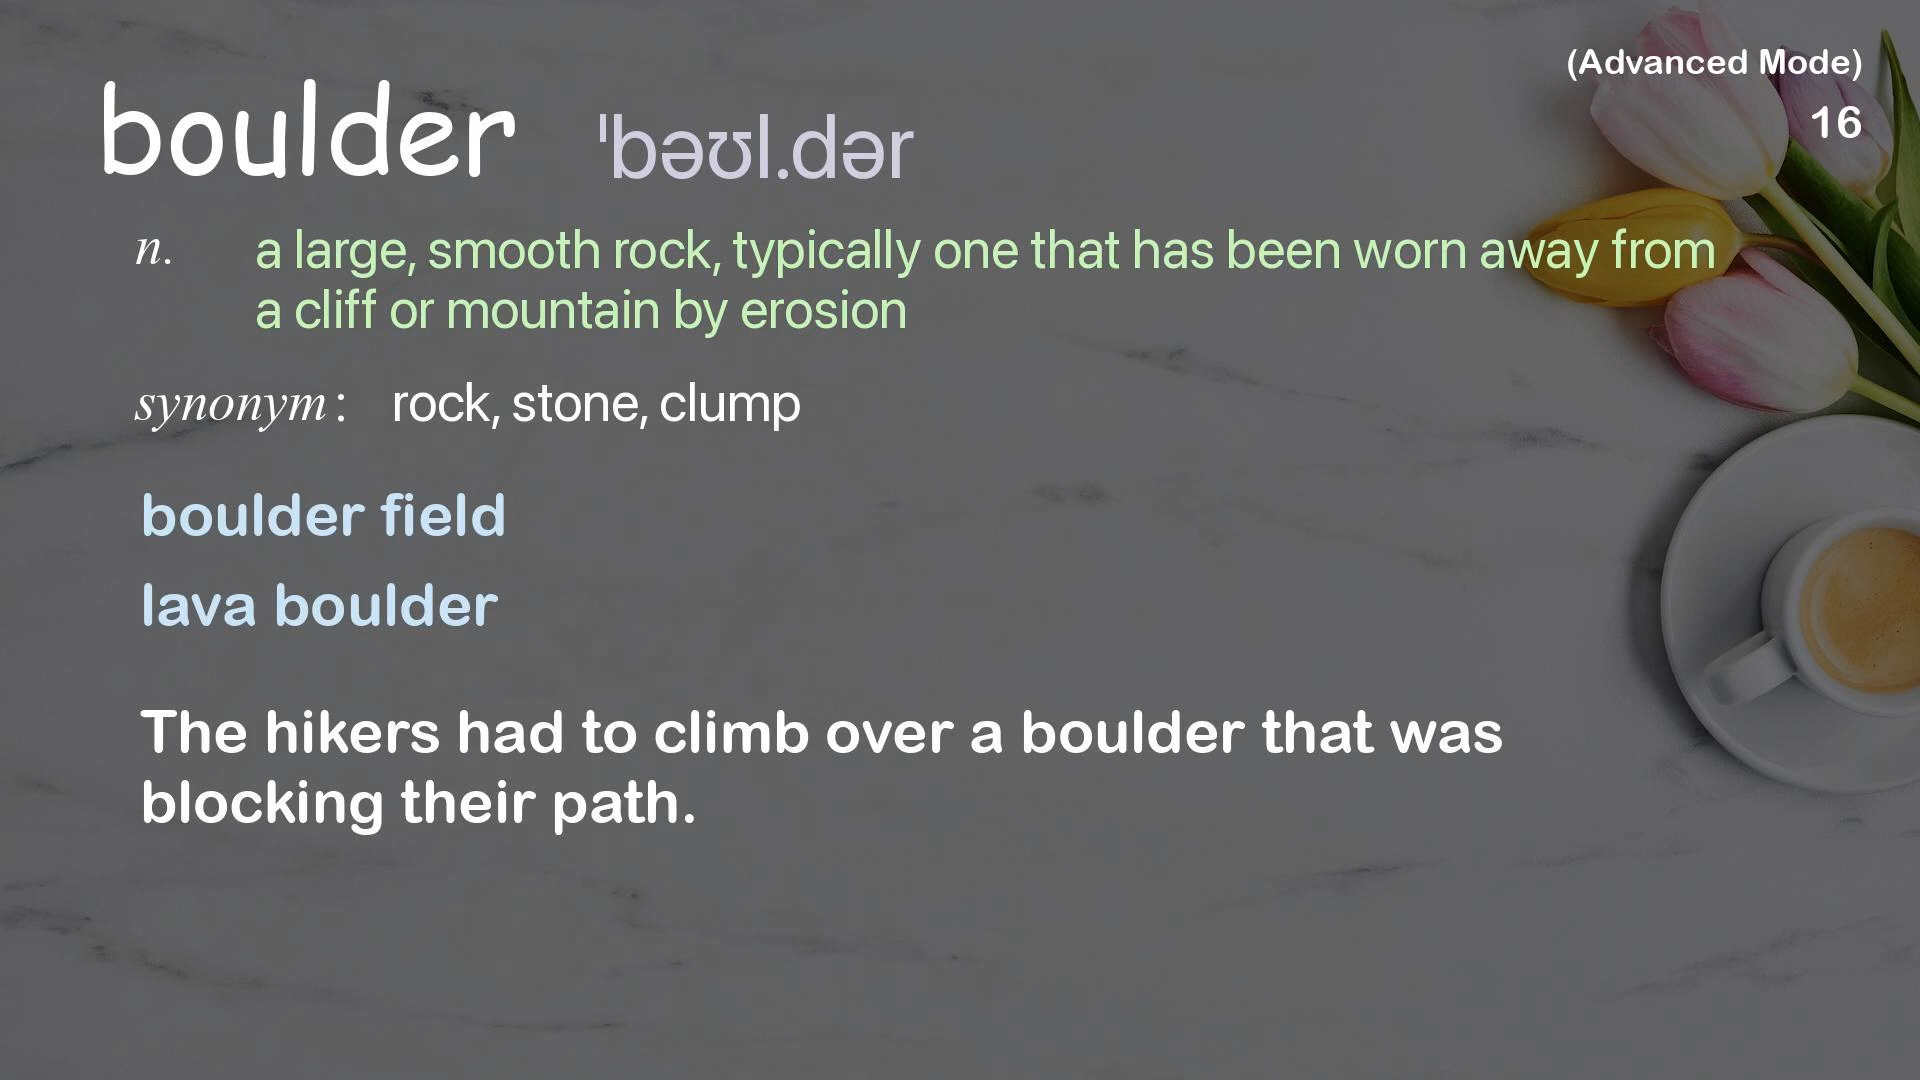 (Advanced Mode)
16
boulder ˈbəʊl.dər
n. a large, smooth rock, typically one that has been worn away from
a cliff or mountain by erosion
synonym: rock, stone, clump
boulder field
lava boulder
The hikers had to climb over a boulder that was
blocking their path.